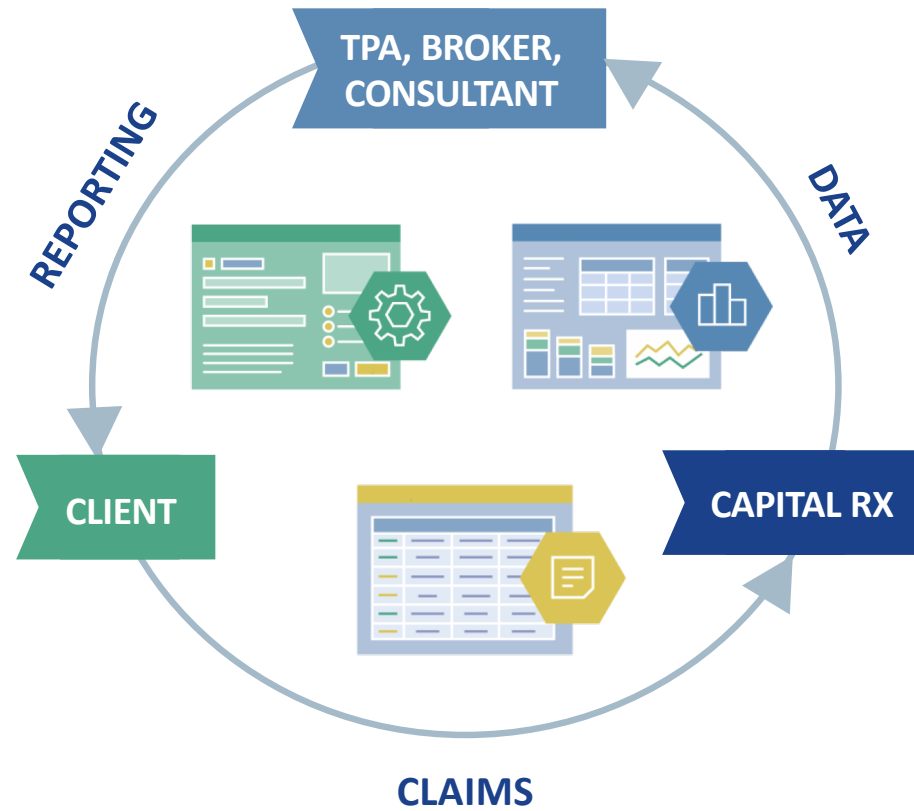 TPA, BROKER,
CONSULTANT
REPORTING
DATA
CLIENT
CAPITAL RX
CLAIMS